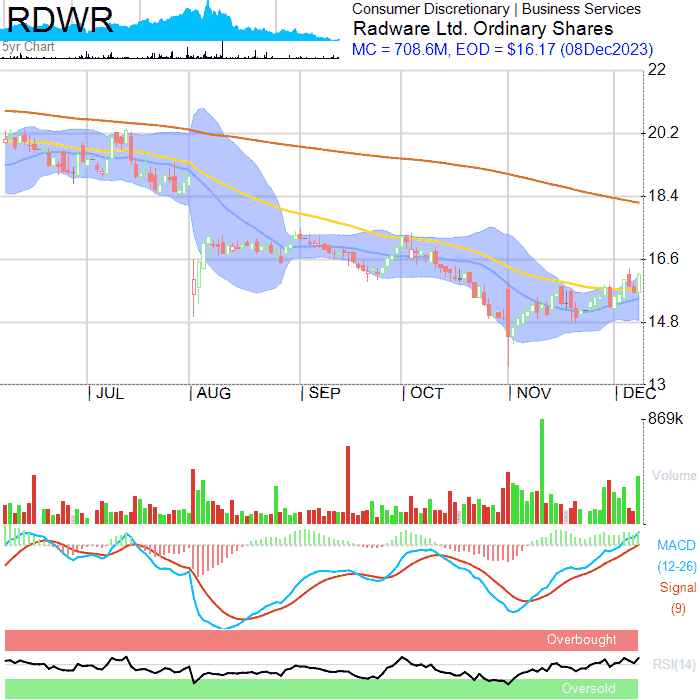 RDWR
5yr Chart
Consumer Discretionary | Business Services
Radware Ltd. Ordinary Shares
MC = 708.6M, EOD = $16.17 (08Dec2023)
22
20.2
18.4
16.6
14.8
13
| JUL | AUG | SEP | OCT | NOV | DEC
869k
Volume
MACD
(12-26)
Signal
(9)
Overbought
RSI(14)
Oversold